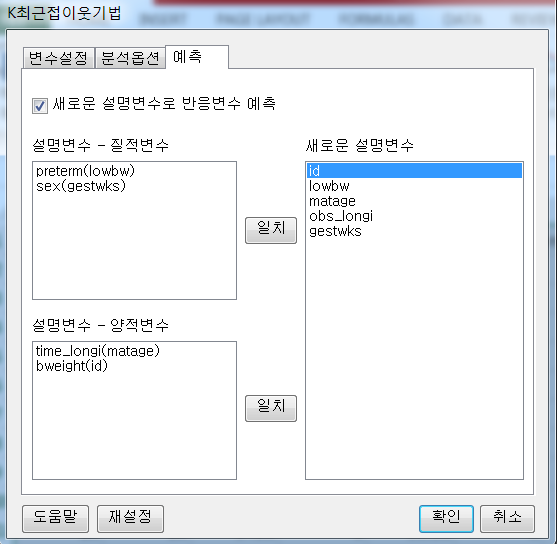 K최근접이웃기법
INSERT PAGE LAYOUT FORMULAS DATA REVIEW
변수설정 분석옵션 예측
새로운 설명변수로 반응변수 예측
설명변수 - 질적변수
preterm(lowbw)
sex(gestwks)
일치
설명변수 - 양적변수
time_longi(matage)
bweight(id)
일치
새로운 설명변수
id
lowbw
matage
obs_longi
gestwks
도움말 재설정 확인 취소